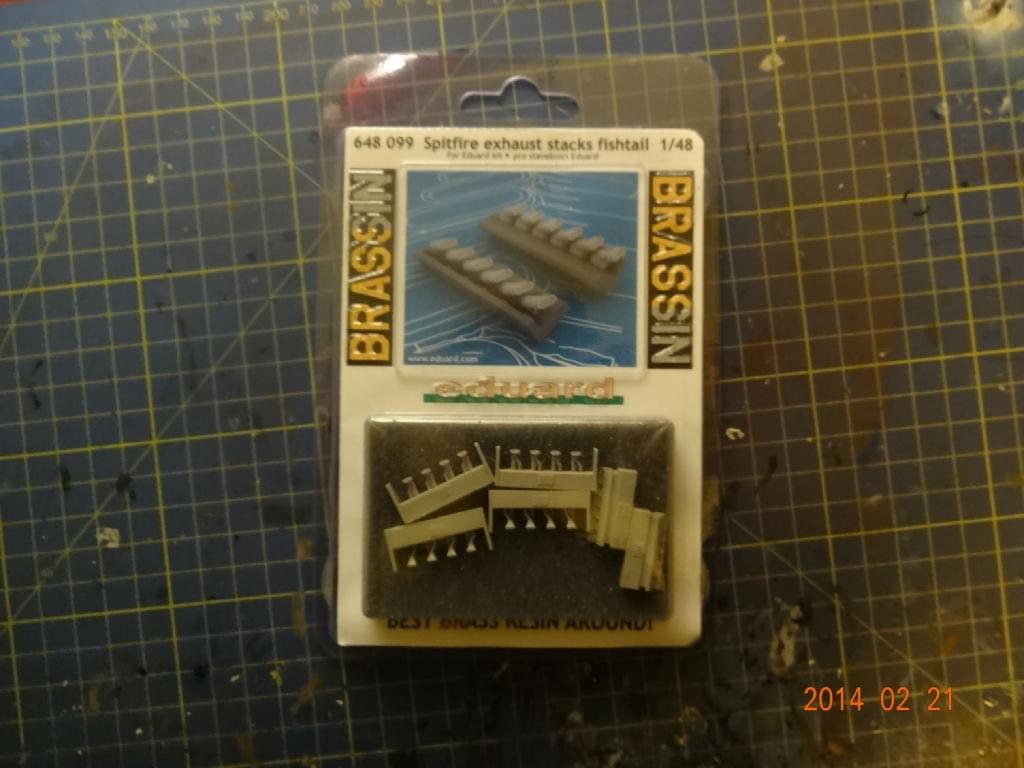 648 099 Spitfire exhaust stacks fishtail 1/48
For Eduard kit • pro stavebnici Eduard
BRASSIN
BRASSIN
www.eduard.com
eduard
BEST BRASS RESIN AROUND!
2014 02 21